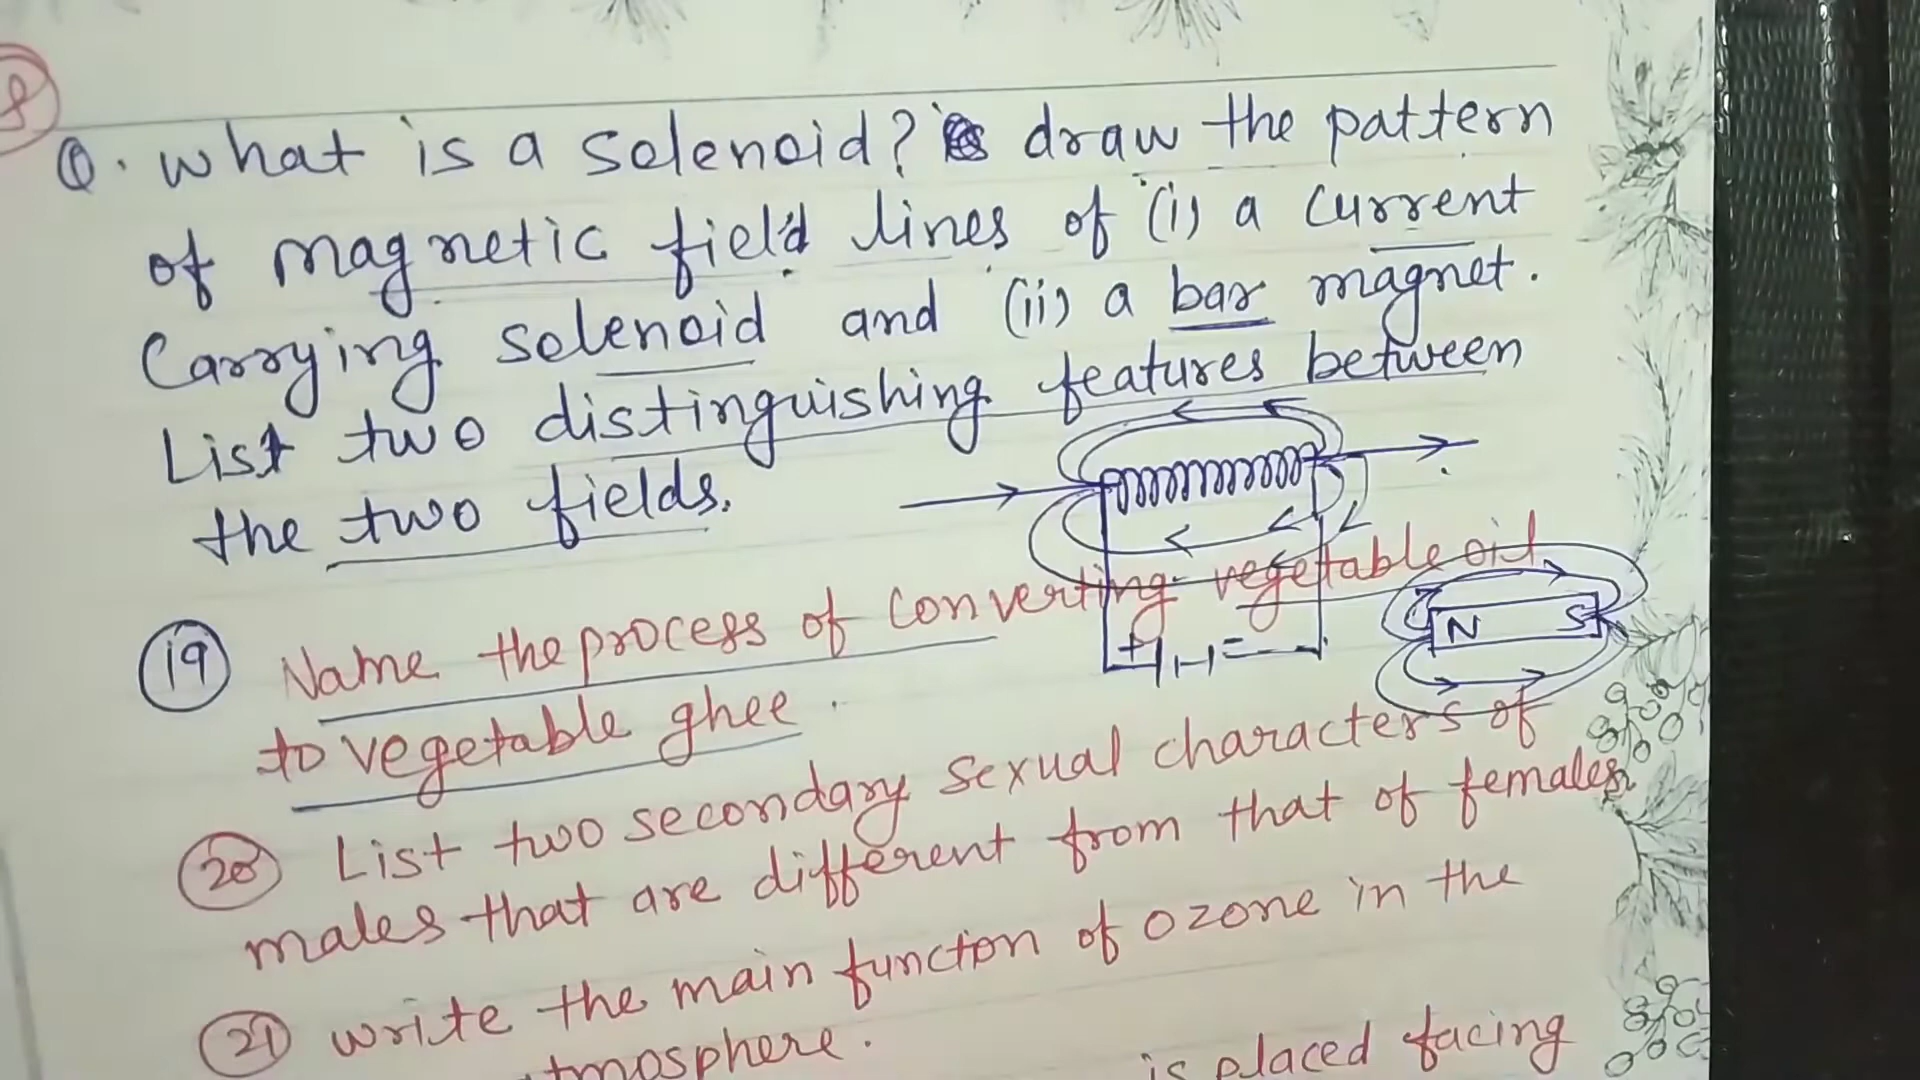 8
Q. What is a solenoid? draw the pattern
of magnetic field lines of (i) a current
Carrying solenoid and (ii) a bar magnet.
List two distinguishing features between
the two fields.
+ -
N S
19 Name the process of converting vegetable oil
to vegetable ghee.
20 List two secondary sexual characters of
males that are different from that of females.
21 write the main function of ozone in the
is placed facing